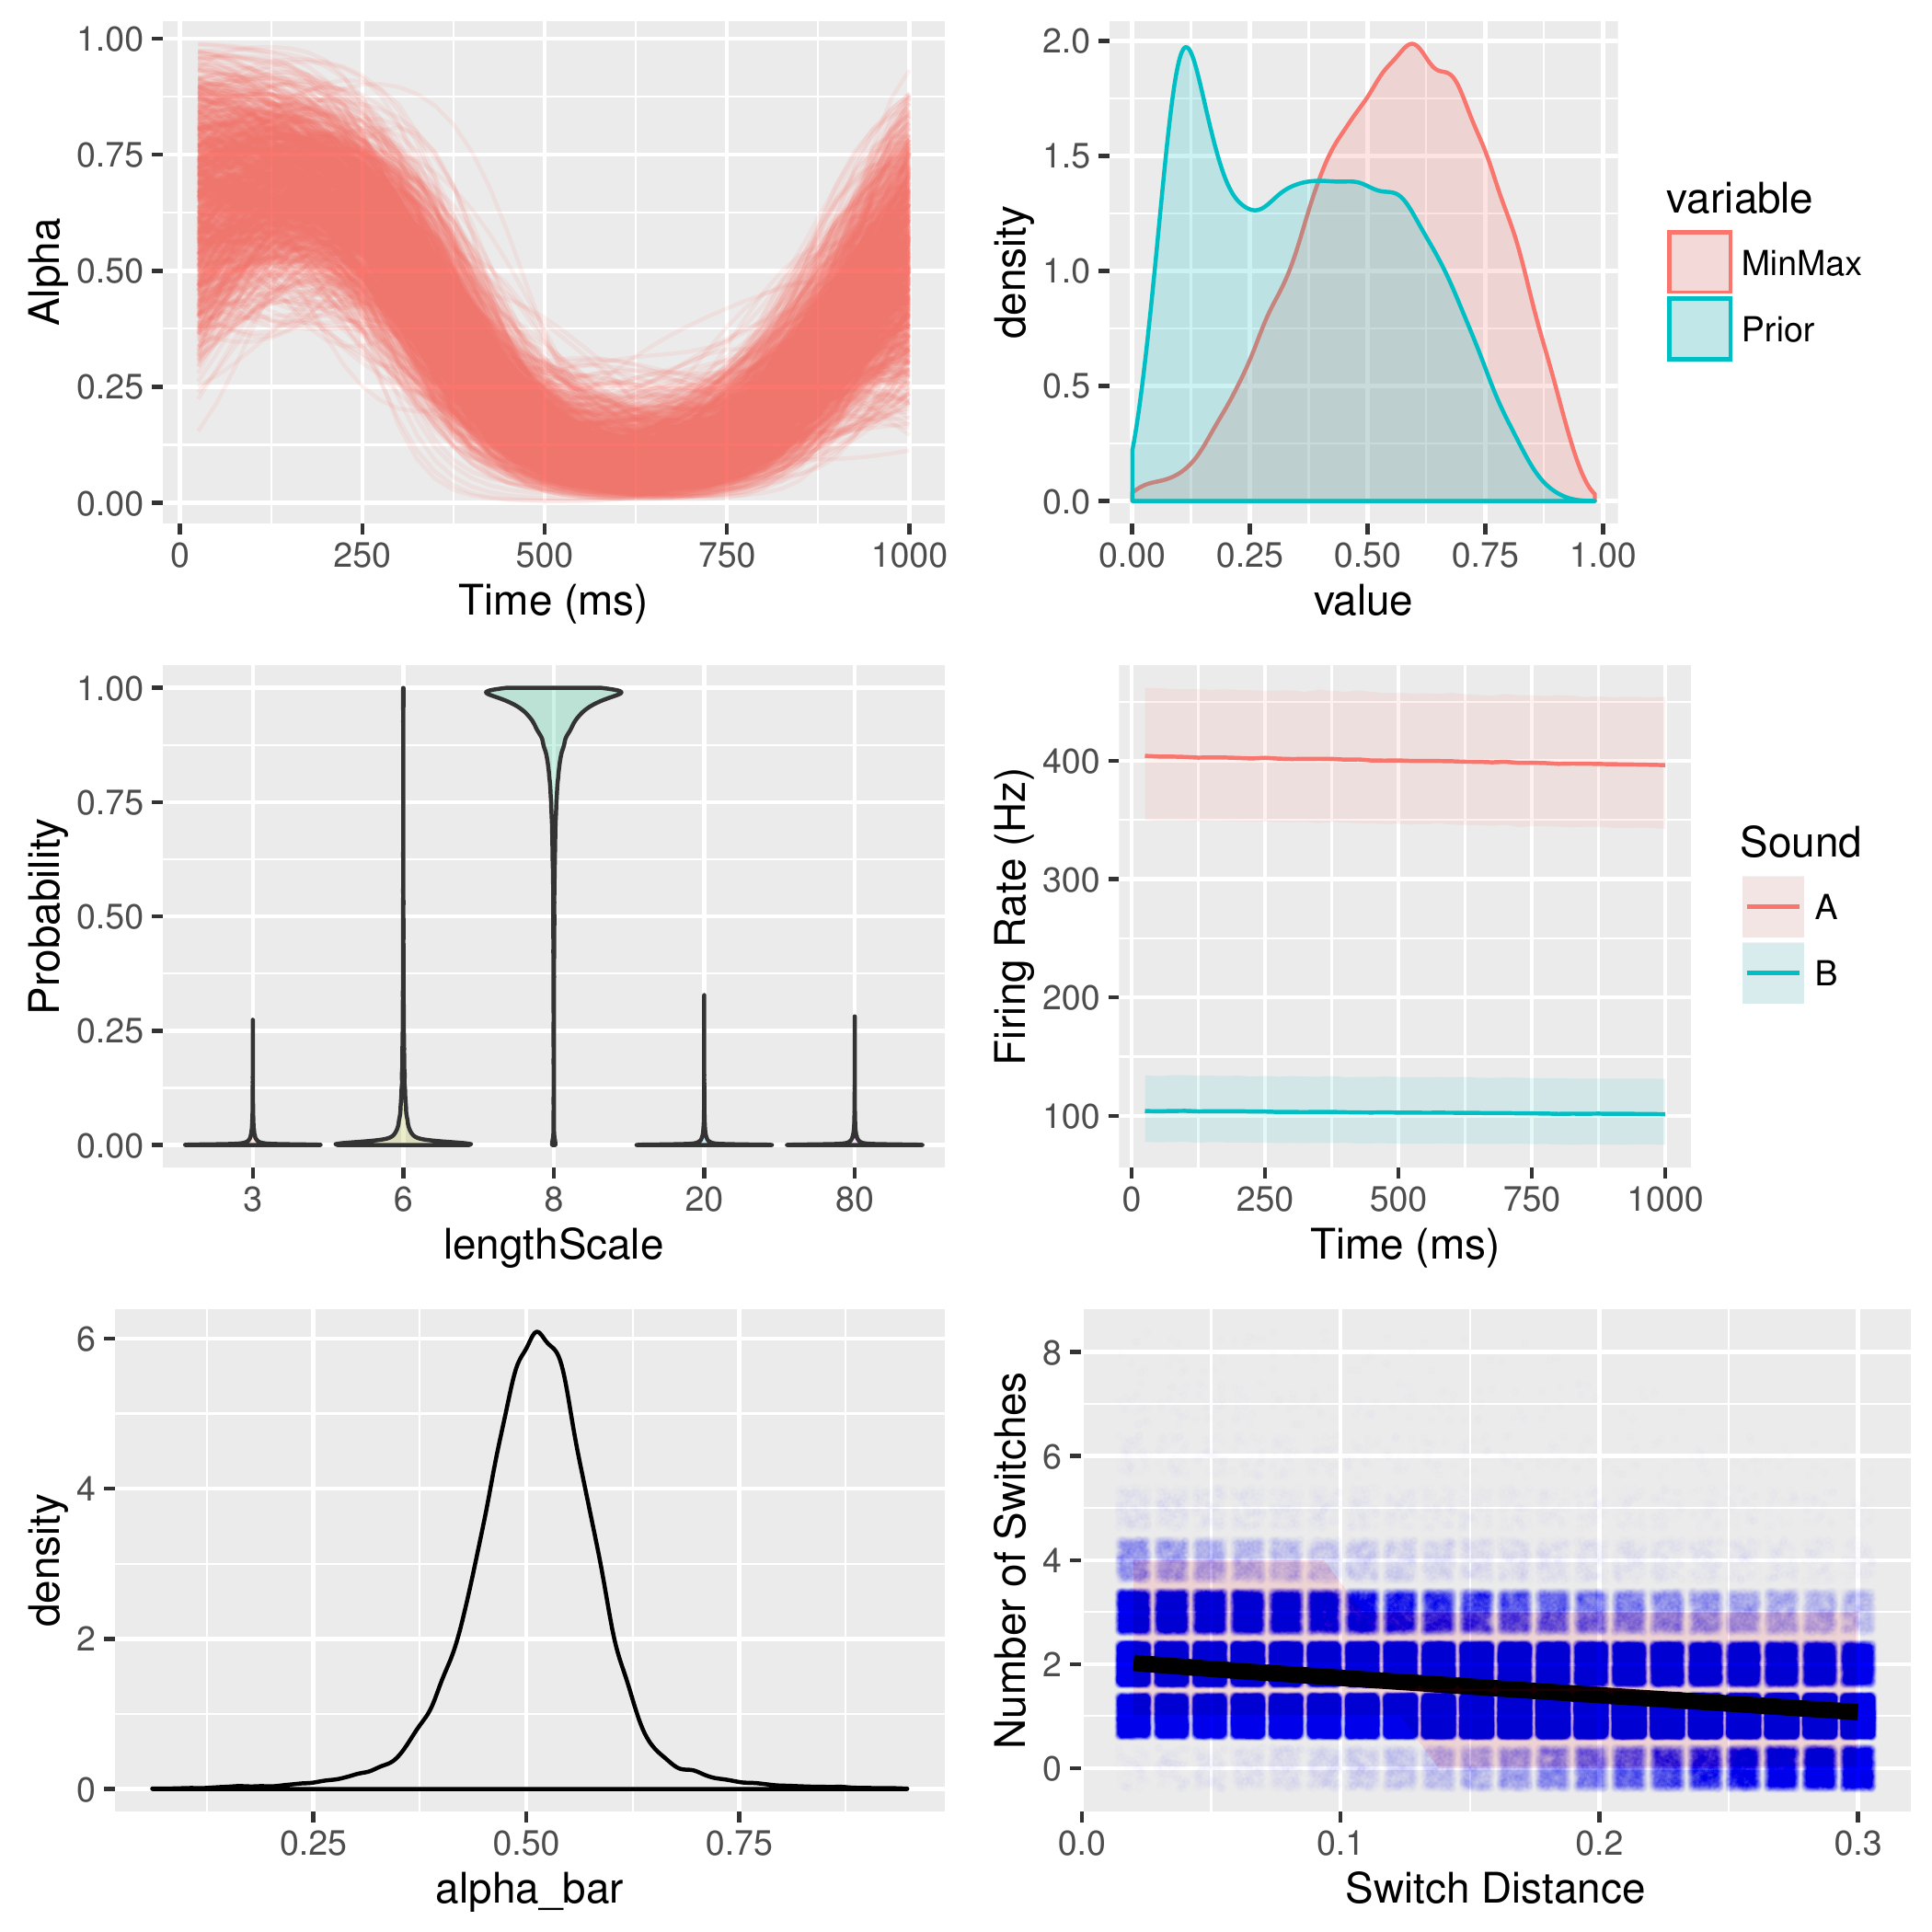 Alpha
1.00
0.75
0.50
0.25
0.00
0 250 500 750 1000
Time (ms)
density
2.0
1.5
1.0
0.5
0.0
0.00 0.25 0.50 0.75 1.00
value
variable
MinMax
Prior
Probability
1.00
0.75
0.50
0.25
0.00
3 6 8 20 80
lengthScale
Firing Rate (Hz)
400
300
200
100
0 250 500 750 1000
Time (ms)
Sound
A
B
density
6
4
2
0
0.25 0.50 0.75
alpha_bar
Number of Switches
8
6
4
2
0
0.0 0.1 0.2 0.3
Switch Distance